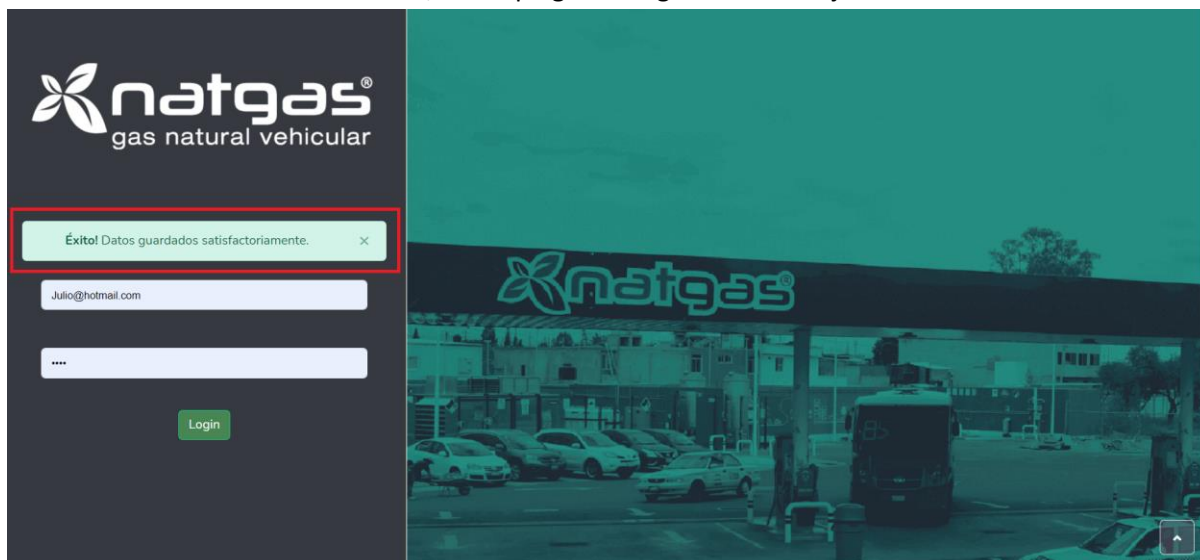 natgas®
gas natural vehicular
Éxito! Datos guardados satisfactoriamente. ×
Julio@hotmail.com
••••
Login
natgas®